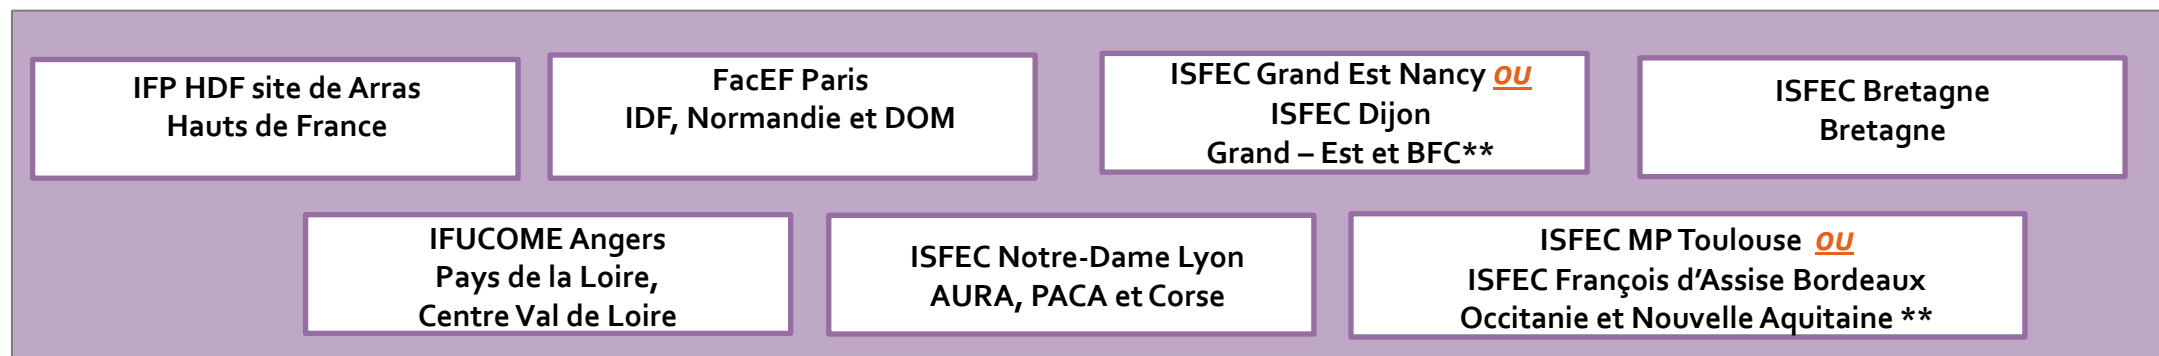 IFP HDF site de Arras
Hauts de France
FacEF Paris
IDF, Normandie et DOM
ISFEC Grand Est Nancy ou
ISFEC Dijon
Grand – Est et BFC**
ISFEC Bretagne
Bretagne
IFUCOME Angers
Pays de la Loire,
Centre Val de Loire
ISFEC Notre-Dame Lyon
AURA, PACA et Corse
ISFEC MP Toulouse ou
ISFEC François d’Assise Bordeaux
Occitanie et Nouvelle Aquitaine **